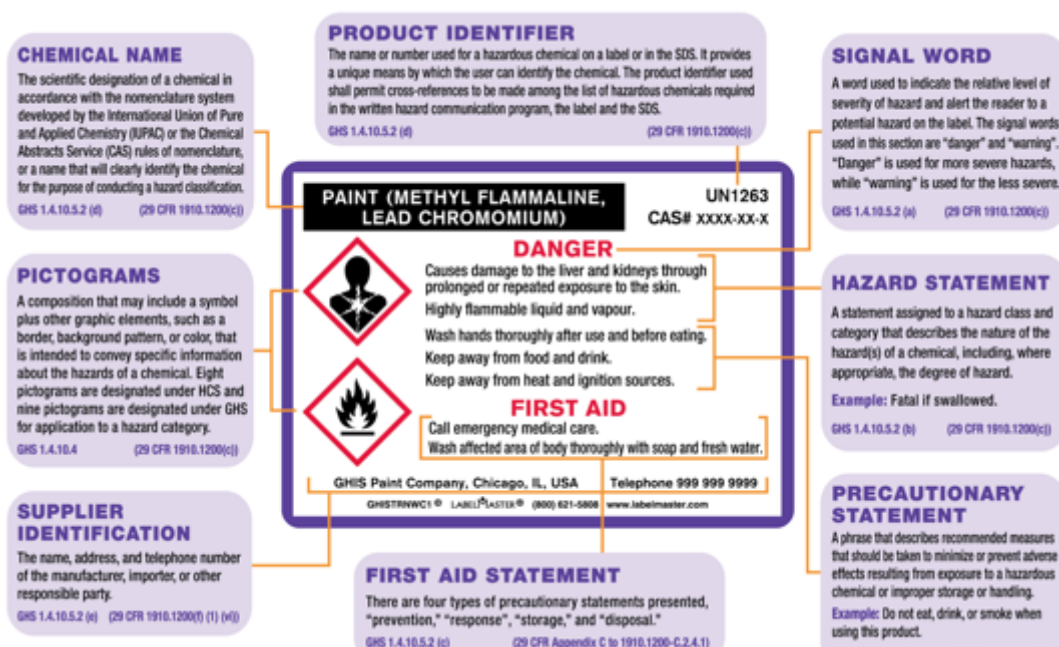 CHEMICAL NAME
The scientific designation of a chemical in
accordance with the nomenclature system
developed by the International Union of Pure
and Applied Chemistry (IUPAC) or the Chemical
Abstracts Service (CAS) rules of nomenclature,
or a name that will clearly identify the chemical
for the purpose of conducting a hazard classification.
GHS 1.4.10.5.2 (d) (29 CFR 1910.1200(c))
PRODUCT IDENTIFIER
The name or number used for a hazardous chemical on a label or in the SDS. It provides
a unique means by which the user can identify the chemical. The product identifier used
shall permit cross-references to be made among the list of hazardous chemicals required
in the written hazard communication program, the label and the SDS.
GHS 1.4.10.5.2 (d) (29 CFR 1910.1200(c))
SIGNAL WORD
A word used to indicate the relative level of
severity of hazard and alert the reader to a
potential hazard on the label. The signal words
used in this section are "danger" and "warning".
"Danger" is used for more severe hazards,
while "warning" is used for the less severe.
GHS 1.4.10.5.2 (a) (29 CFR 1910.1200(c))
PAINT (METHYL FLAMMALINE,
LEAD CHROMOMIUM)
UN1263
CAS# xxxx-xx-x
DANGER
Causes damage to the liver and kidneys through
prolonged or repeated exposure to the skin.
Highly flammable liquid and vapour.
Wash hands thoroughly after use and before eating.
Keep away from food and drink.
Keep away from heat and ignition sources.
FIRST AID
Call emergency medical care.
Wash affected area of body thoroughly with soap and fresh water.
GHIS Paint Company, Chicago, IL, USA Telephone 999 999 9999
GHISTRNWC1 © LABELMASTER ® (800) 621-5808 www.labelmaster.com
PICTOGRAMS
A composition that may include a symbol
plus other graphic elements, such as a
border, background pattern, or color, that
is intended to convey specific information
about the hazards of a chemical. Eight
pictograms are designated under HCS and
nine pictograms are designated under GHS
for application to a hazard category.
GHS 1.4.10.4 (29 CFR 1910.1200(c))
HAZARD STATEMENT
A statement assigned to a hazard class and
category that describes the nature of the
hazard(s) of a chemical, including, where
appropriate, the degree of hazard.
Example: Fatal if swallowed.
GHS 1.4.10.5.2 (b) (29 CFR 1910.1200(c))
SUPPLIER
IDENTIFICATION
The name, address, and telephone number
of the manufacturer, importer, or other
responsible party.
GHS 1.4.10.5.2 (e) (29 CFR 1910.1200(f) (1) (vi))
FIRST AID STATEMENT
There are four types of precautionary statements presented,
"prevention," "response", "storage," and "disposal."
GHS 1.4.10.5.2 (c) (29 CFR Appendix C to 1910.1200-C.2.4.1)
PRECAUTIONARY
STATEMENT
A phrase that describes recommended measures
that should be taken to minimize or prevent adverse
effects resulting from exposure to a hazardous
chemical or improper storage or handling.
Example: Do not eat, drink, or smoke when
using this product.